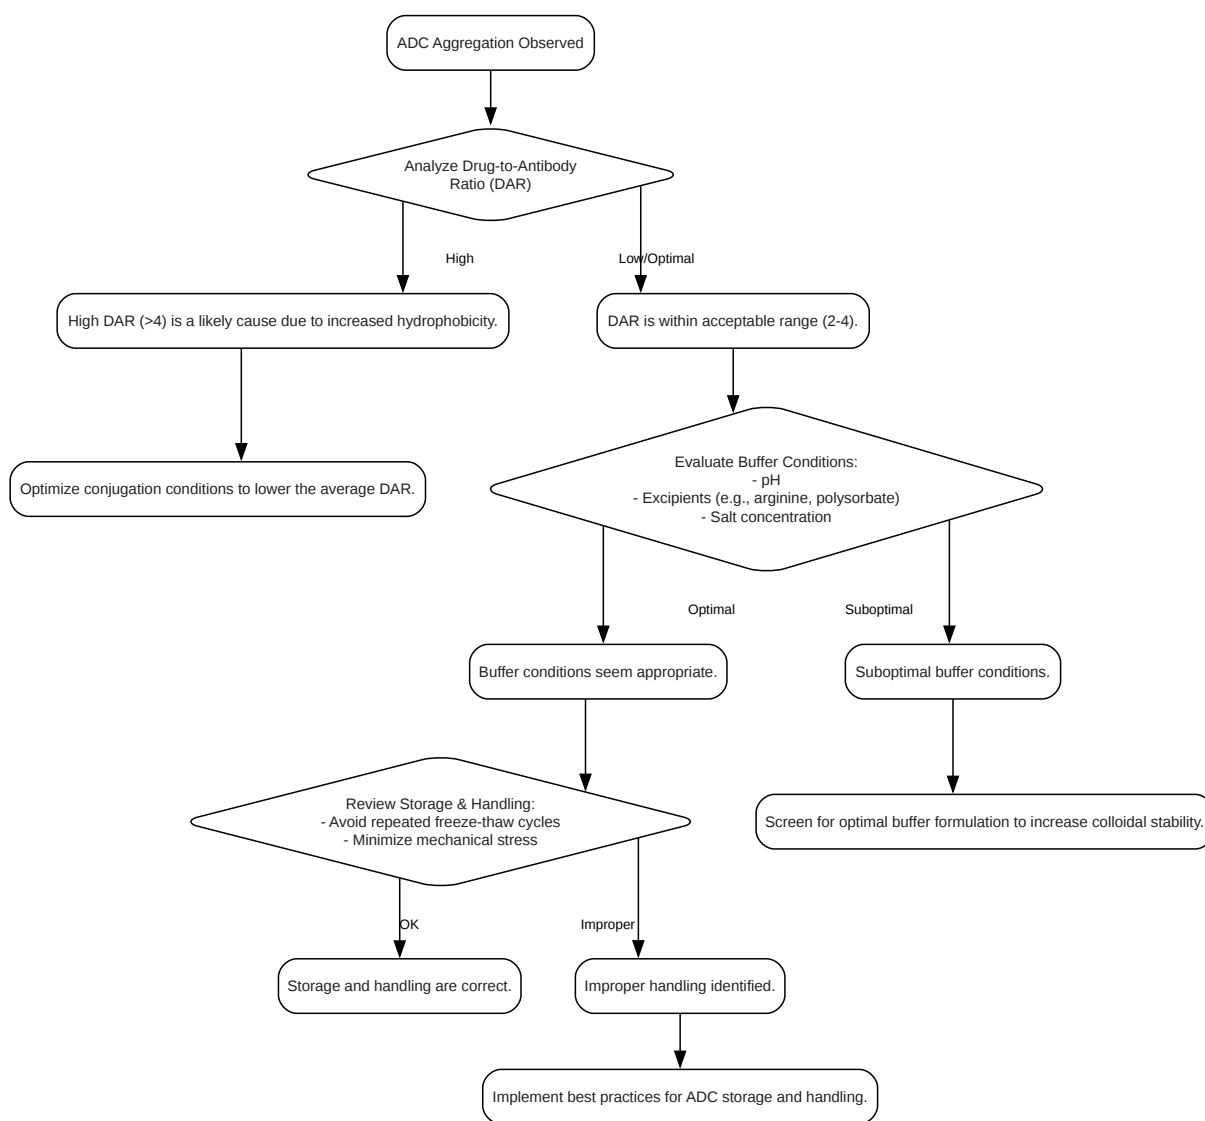 ADC Aggregation Observed
Analyze Drug-to-Antibody
Ratio (DAR)
High
Low/Optimal
High DAR (>4) is a likely cause due to increased hydrophobicity.
DAR is within acceptable range (2-4).
Optimize conjugation conditions to lower the average DAR.
Evaluate Buffer Conditions:
- pH
- Excipients (e.g., arginine, polysorbate)
- Salt concentration
Optimal
Suboptimal
Buffer conditions seem appropriate.
Suboptimal buffer conditions.
Review Storage & Handling:
- Avoid repeated freeze-thaw cycles
- Minimize mechanical stress
Screen for optimal buffer formulation to increase colloidal stability.
OK
Improper
Storage and handling are correct.
Improper handling identified.
Implement best practices for ADC storage and handling.